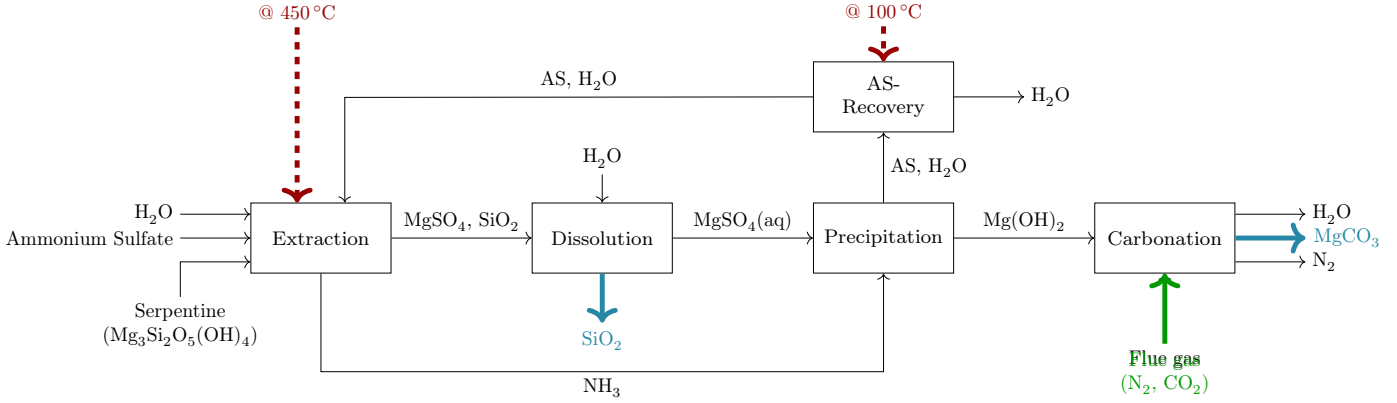 @ 450 °C
@ 100 °C
AS, H₂O
AS-
Recovery
H₂O
H₂O
AS, H₂O
H₂O
Ammonium Sulfate
Serpentine
(Mg₃Si₂O₅(OH)₄)
Extraction
MgSO₄, SiO₂
Dissolution
MgSO₄(aq)
Precipitation
Mg(OH)₂
Carbonation
H₂O
MgCO₃
N₂
SiO₂
NH₃
Flue gas
(N₂, CO₂)